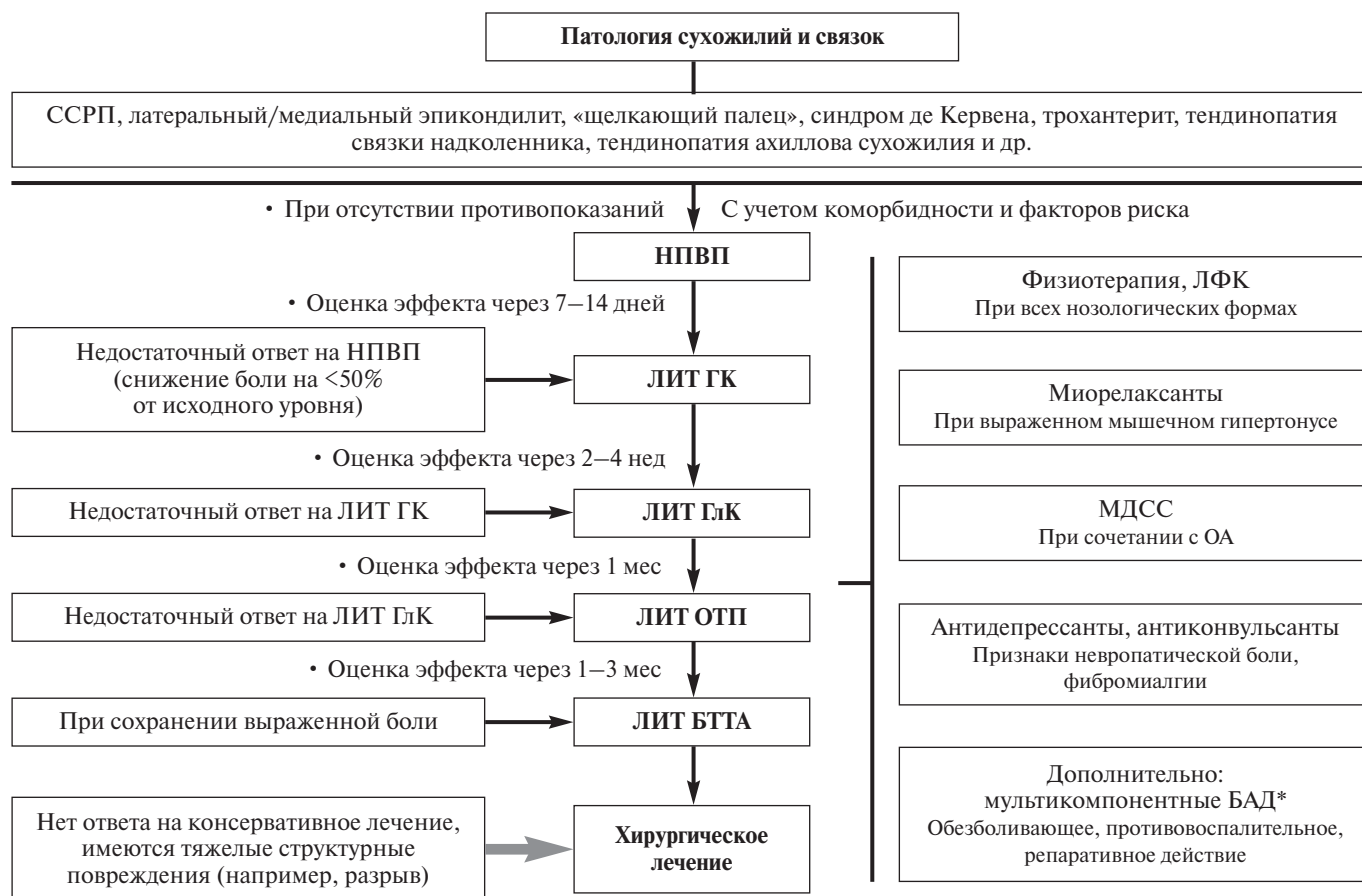 Патология сухожилий и связок
ССРП, латеральный/медиальный эпикондилит, «щелкающий палец», синдром де Кервена, трохантерит, тендинопатия
связки надколенника, тендинопатия ахиллова сухожилия и др.
• При отсутствии противопоказаний
С учетом коморбидности и факторов риска
НПВП
• Оценка эффекта через 7–14 дней
Недостаточный ответ на НПВП
(снижение боли на <50%
от исходного уровня)
ЛИТ ГК
• Оценка эффекта через 2–4 нед
Недостаточный ответ на ЛИТ ГК
ЛИТ ГлК
• Оценка эффекта через 1 мес
Недостаточный ответ на ЛИТ ГлК
ЛИТ ОТП
• Оценка эффекта через 1–3 мес
При сохранении выраженной боли
ЛИТ БТТА
Нет ответа на консервативное лечение,
имеются тяжелые структурные
повреждения (например, разрыв)
Хирургическое
лечение
Физиотерапия, ЛФК
При всех нозологических формах
Миорелаксанты
При выраженном мышечном гипертонусе
МДСС
При сочетании с ОА
Антидепрессанты, антиконвульсанты
Признаки невропатической боли,
фибромиалгии
Дополнительно:
мультикомпонентные БАД*
Обезболивающее, противовоспалительное,
репаративное действие